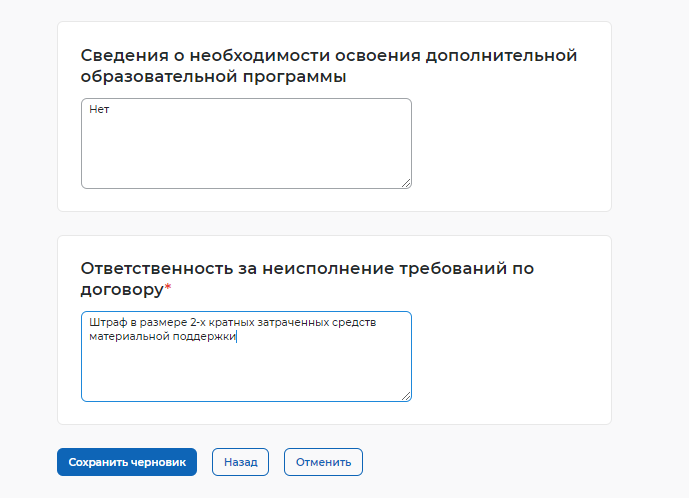 Сведения о необходимости освоения дополнительной
образовательной программы
Нет
Ответственность за неисполнение требований по
договору*
Штраф в размере 2-х кратных затраченных средств
материальной поддержки
Сохранить черновик
Назад
Отменить